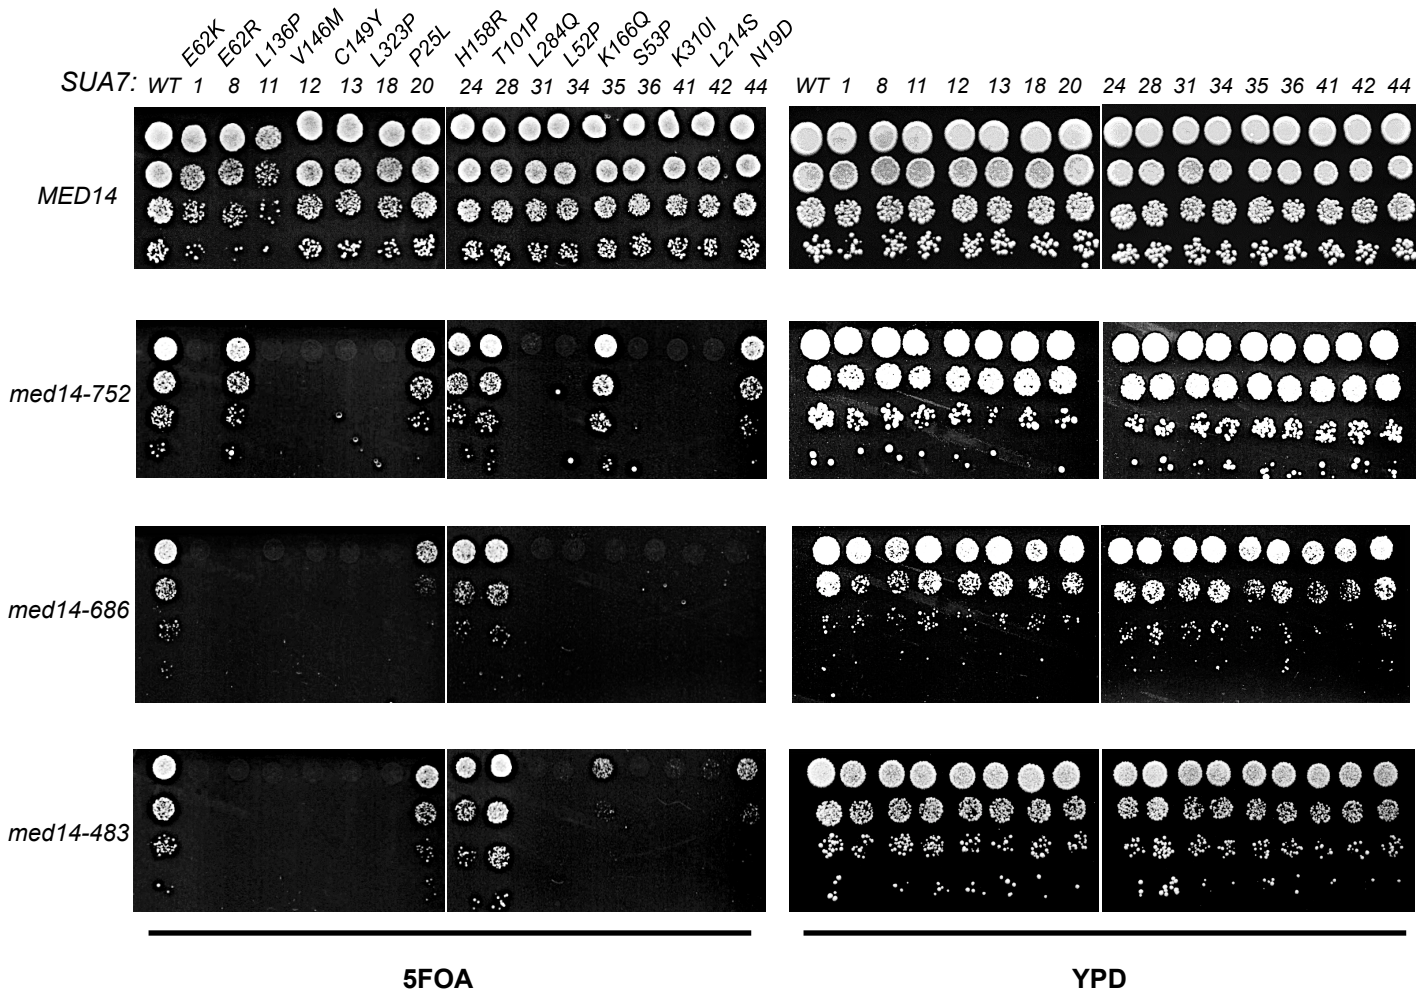 E62K E62R L136P V146M C149Y L323P P25L H158R T101P L284Q L52P K166Q S53P K310I L214S N19D
SUA7: WT 1 8 11 12 13 18 20 24 28 31 34 35 36 41 42 44 WT 1 8 11 12 13 18 20 24 28 31 34 35 36 41 42 44
MED14
med14-752
med14-686
med14-483
5FOA YPD